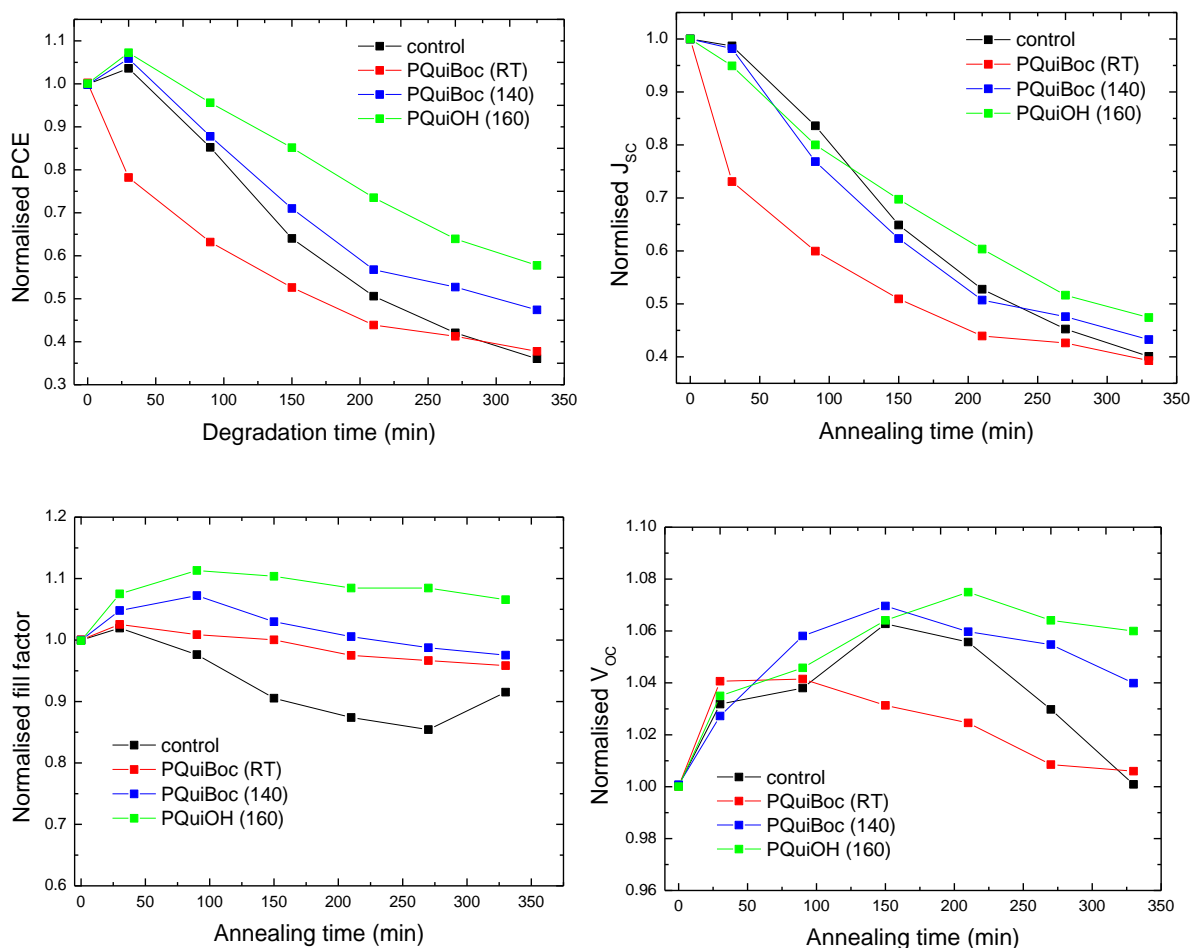 1.1
1.0
0.9
0.8
0.7
0.6
0.5
0.4
0.3
Normalised PCE
control
PQuiBoc (RT)
PQuiBoc (140)
PQuiOH (160)
0 50 100 150 200 250 300 350
Degradation time (min)
1.0
0.9
0.8
0.7
0.6
0.5
0.4
Normlised J_SC
control
PQuiBoc (RT)
PQuiBoc (140)
PQuiOH (160)
0 50 100 150 200 250 300 350
Annealing time (min)
1.2
1.1
1.0
0.9
0.8
0.7
0.6
Normalised fill factor
control
PQuiBoc (RT)
PQuiBoc (140)
PQuiOH (160)
0 50 100 150 200 250 300 350
Annealing time (min)
1.10
1.08
1.06
1.04
1.02
1.00
0.98
0.96
Normalised V_OC
control
PQuiBoc (RT)
PQuiBoc (140)
PQuiOH (160)
0 50 100 150 200 250 300 350
Annealing time (min)